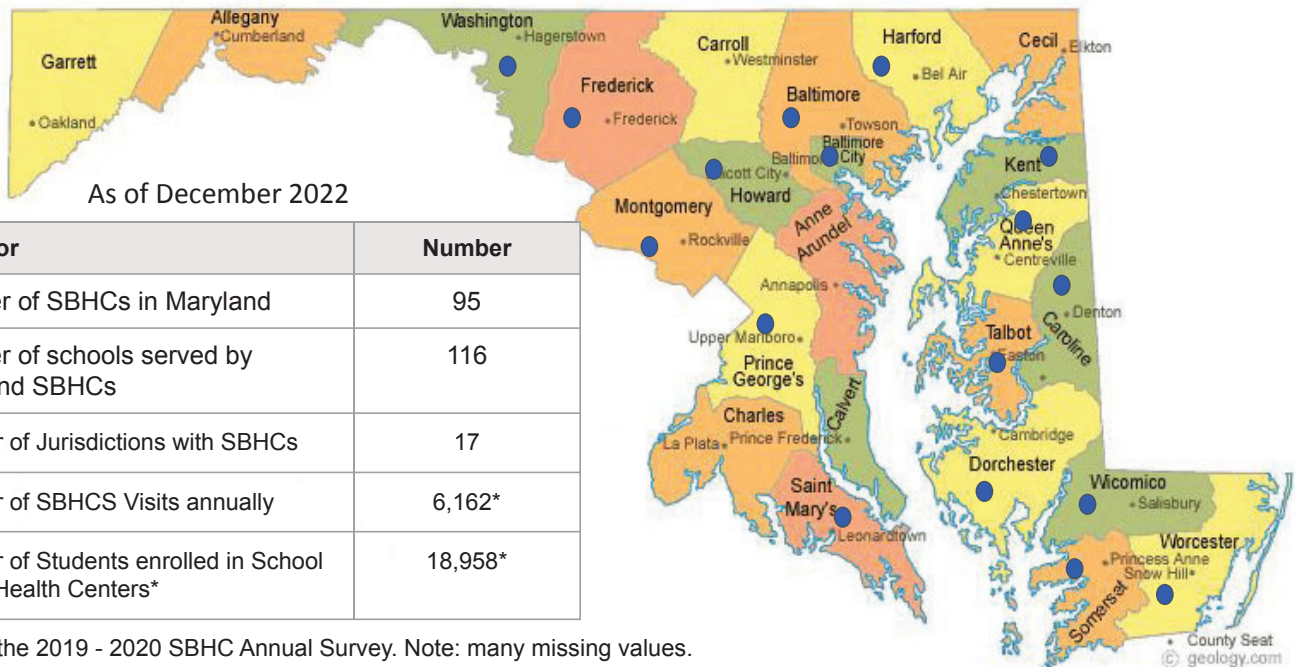 Allegany
Cumberland
Washington
Hagerstown
Garrett
Oakland
Frederick
Frederick
Carroll
Westminster
Baltimore
Towson
Harford
Bel Air
Cecil
Elkton
Baltimore
City
Baltimo
icott City
Howard
Kent
Chestertown
Queen
Anne's
Centreville
Montgomery
Rockville
Anne
Arundel
Annapolis
Denton
Caroline
Talbot
Easton
Upper Marlboro
Prince
George's
Calvert
Charles
La Plata
Prince Frederick
Cambridge
Dorchester
Saint
Mary's
Leonardtown
Wicomico
Salisbury
Worcester
Princess Anne
Snow Hill
Somerset
County Seat
© geology.com
As of December 2022
or Number
er of SBHCs in Maryland 95
er of schools served by 116
nd SBHCs
r of Jurisdictions with SBHCs 17
r of SBHCS Visits annually 6,162*
r of Students enrolled in School 18,958*
Health Centers*
the 2019 - 2020 SBHC Annual Survey. Note: many missing values.